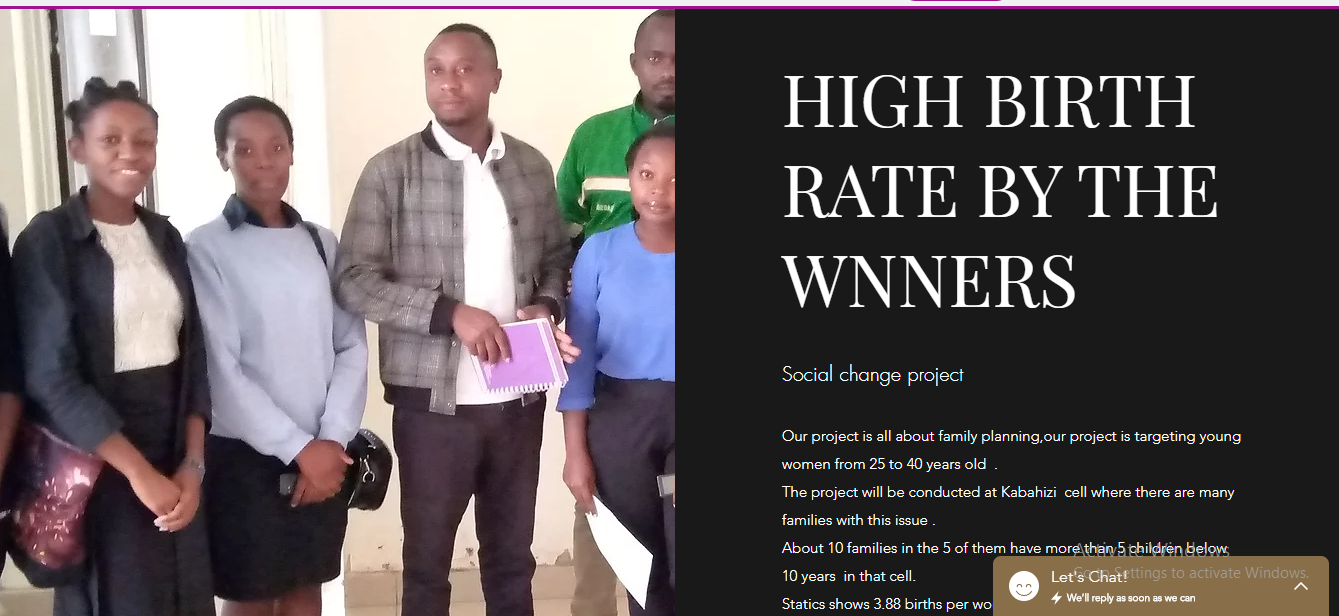 HIGH BIRTH
RATE BY THE
WNNERS
Social change project
Our project is all about family planning,our project is targeting young
women from 25 to 40 years old .
The project will be conducted at Kabahizi cell where there are many
families with this issue .
About 10 families in the 5 of them have more than 5 children below
10 years in that cell.
Statics shows 3.88 births per wo
Activate Windows
Go to Settings to activate Windows.
Let's Chat!
We'll reply as soon as we can